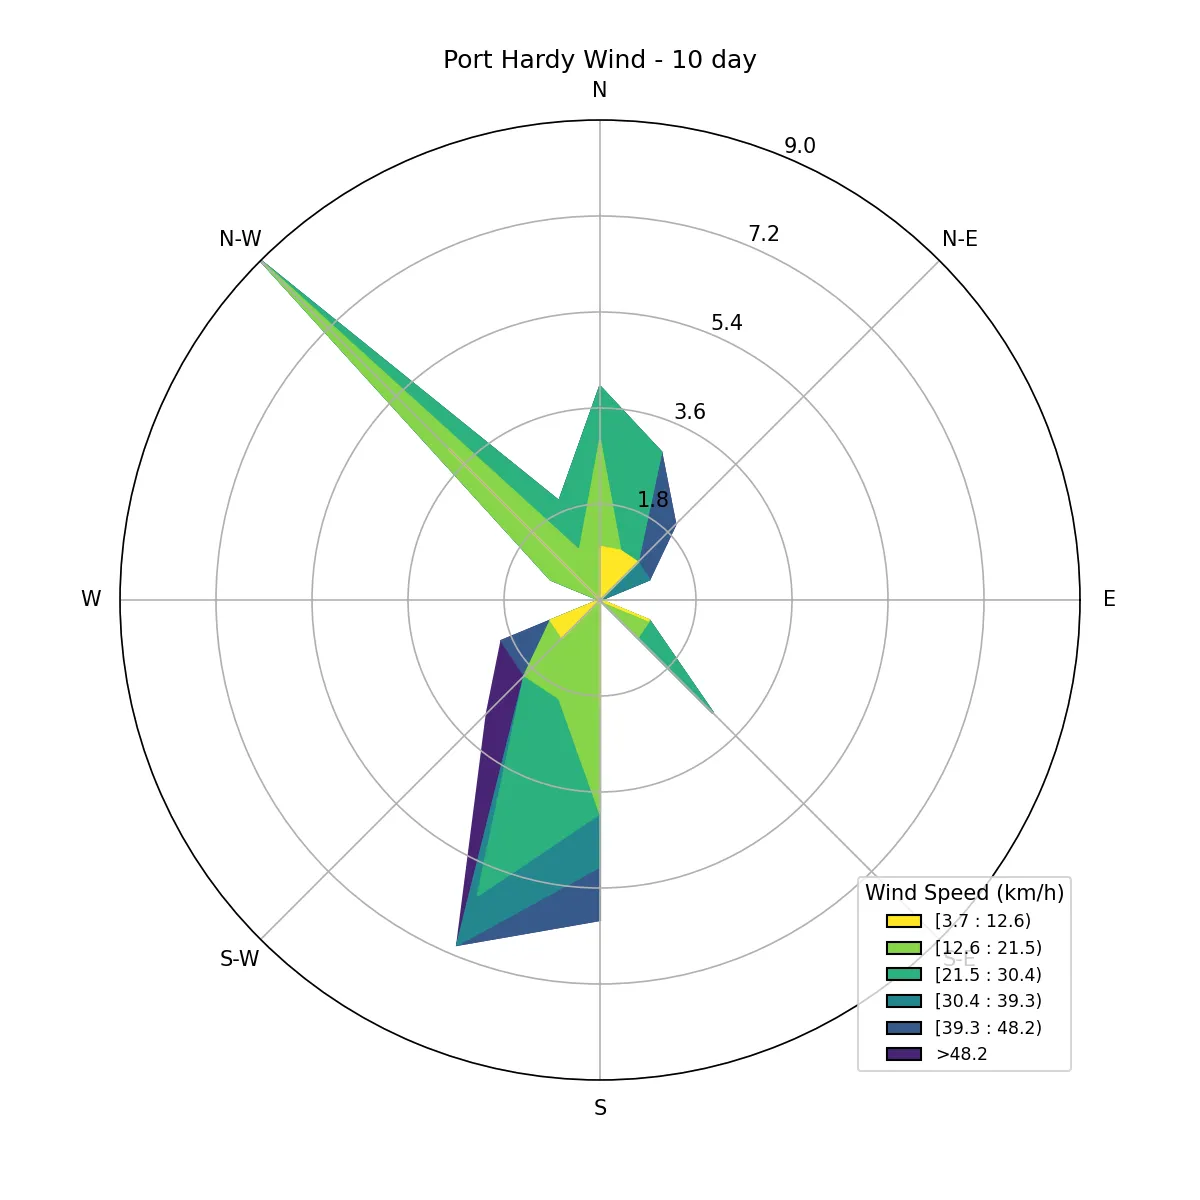 Port Hardy Wind - 10 day
N
9.0
7.2
N-W
N-E
5.4
3.6
1.8
W
E
Wind Speed (km/h)
[3.7 : 12.6)
[12.6 : 21.5)
S-W
S-E
[21.5 : 30.4)
[30.4 : 39.3)
[39.3 : 48.2)
>48.2
S